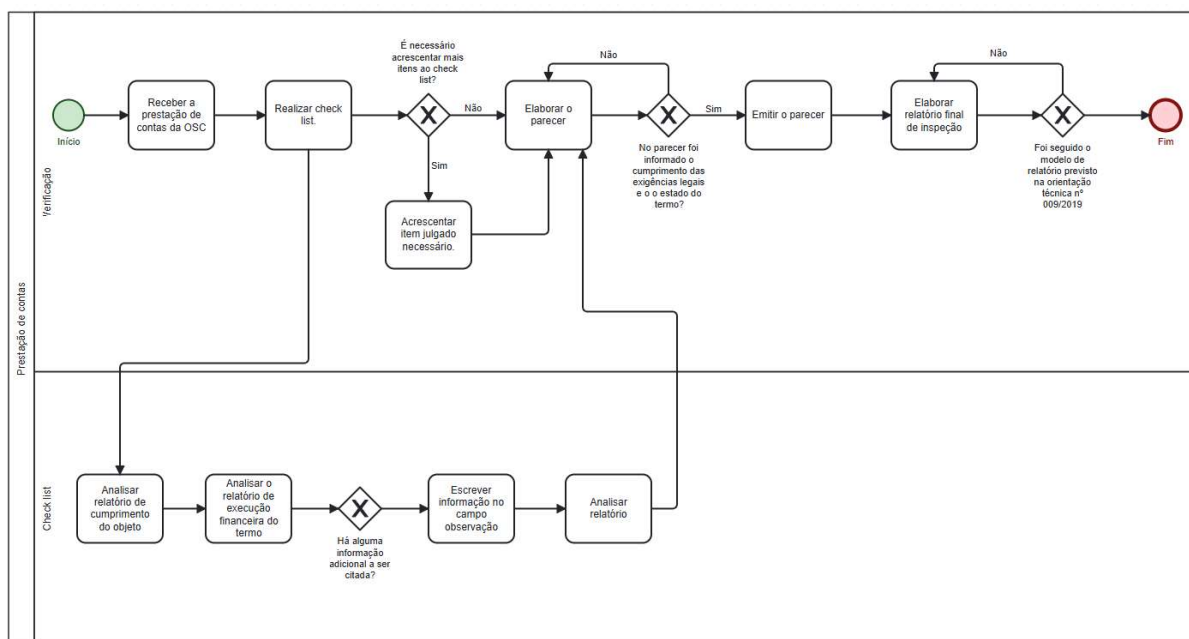 Prestação de contas
Verificação
Início
Receber a
prestação de
contas da OSC
Realizar check
list.
É necessário
acrescentar mais
itens ao check
list?
Não
Sim
Acrescentar
item julgado
necessário.
Elaborar o
parecer
Não
No parecer foi
informado o
cumprimento das
exigências legais
e o o estado do
termo?
Sim
Emitir o parecer
Elaborar
relatório final
de inspeção
Não
Foi seguido o
modelo de
relatório previsto
na orientação
técnica nº
009/2019
Fim
Check list
Analisar
relatório de
cumprimento
do objeto
Analisar o
relatório de
execução
financeira do
termo
Há alguma
informação
adicional a ser
citada?
Escrever
informação no
campo
observação
Analisar
relatório